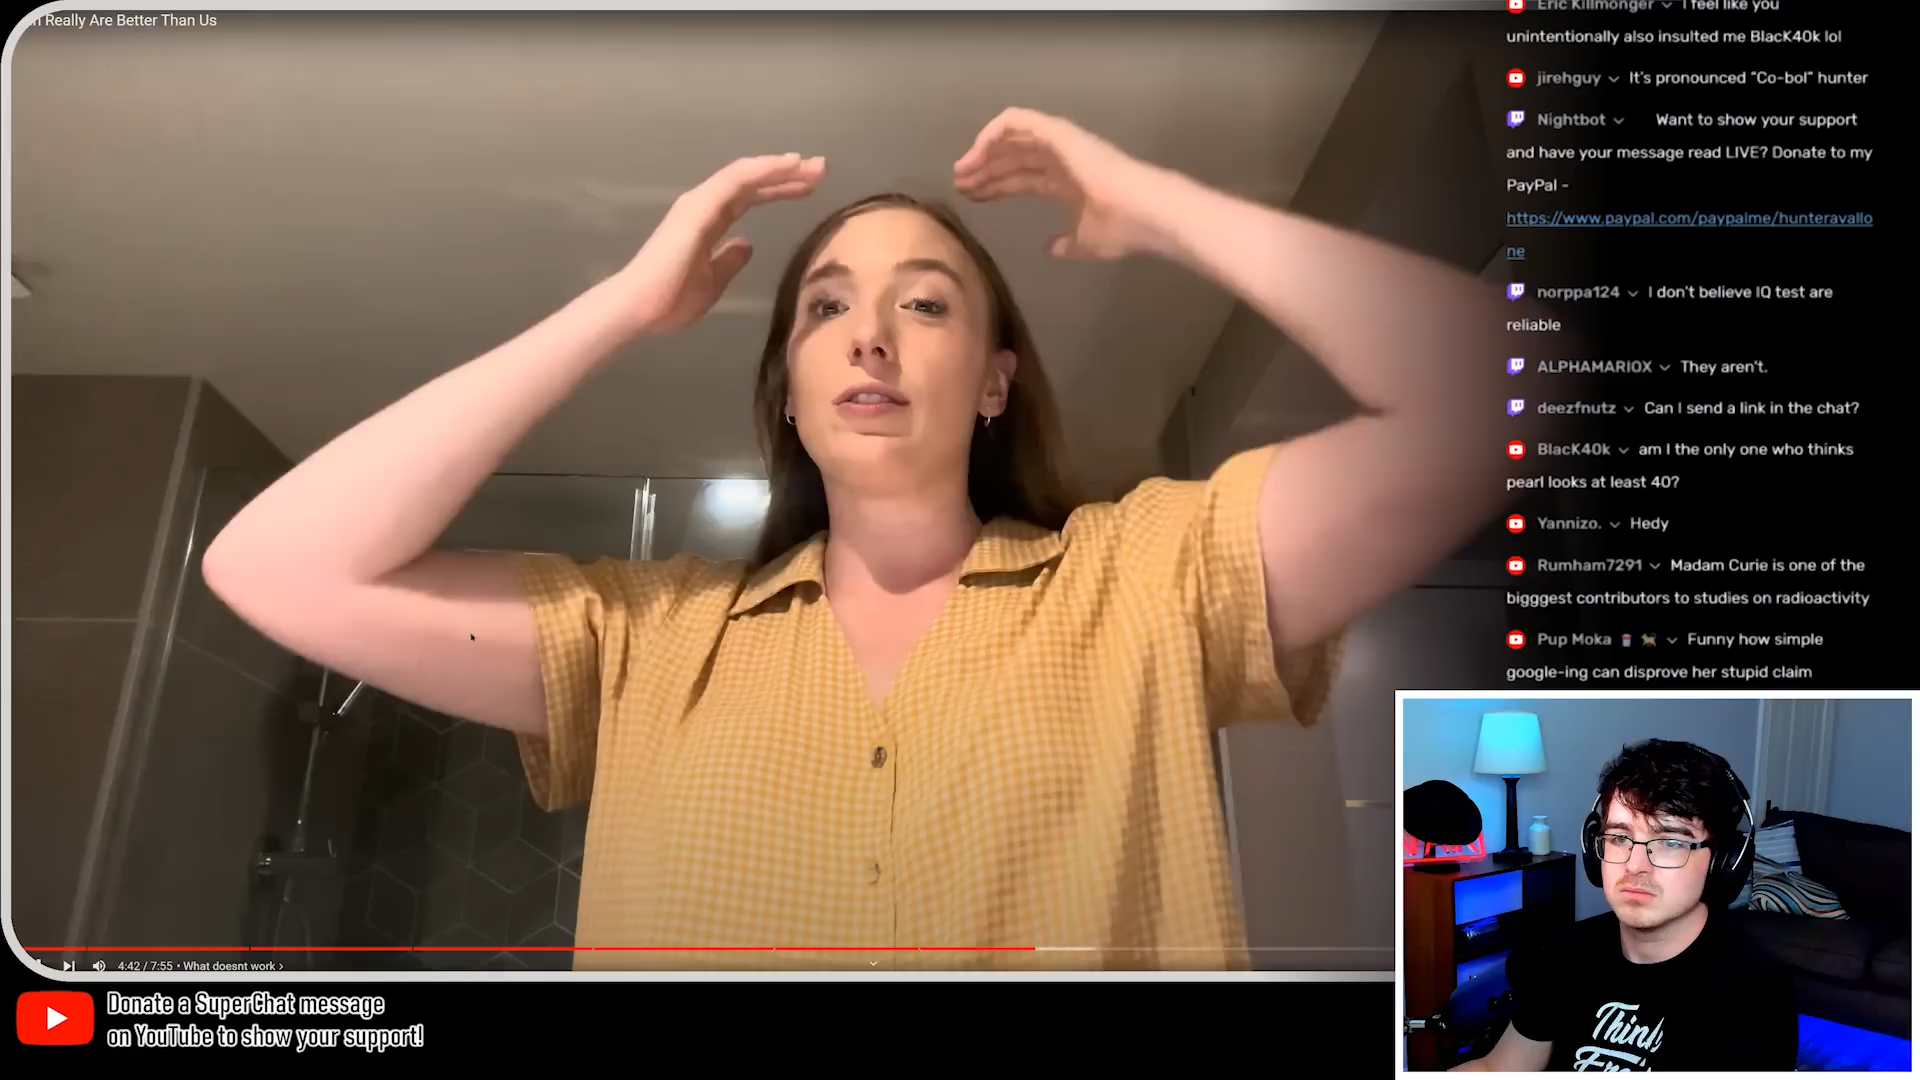 n Really Are Better Than Us
Eric Killmonger I feel like you
unintentionally also insulted me BlacK40k lol
jirehguy It's pronounced "Co-bol" hunter
Nightbot Want to show your support
and have your message read LIVE? Donate to my
PayPal -
https://www.paypal.com/paypalme/hunteravallo
ne
norppa124 I don't believe IQ test are
reliable
ALPHAMARIOX They aren't.
deezfnutz Can I send a link in the chat?
BlacK40k am I the only one who thinks
pearl looks at least 40?
Yannizo. Hedy
Rumham7291 Madam Curie is one of the
bigggest contributors to studies on radioactivity
Pup Moka Funny how simple
google-ing can disprove her stupid claim
4:42 / 7:55 • What doesnt work ›
Donate a SuperChat message
on YouTube to show your support!
Think